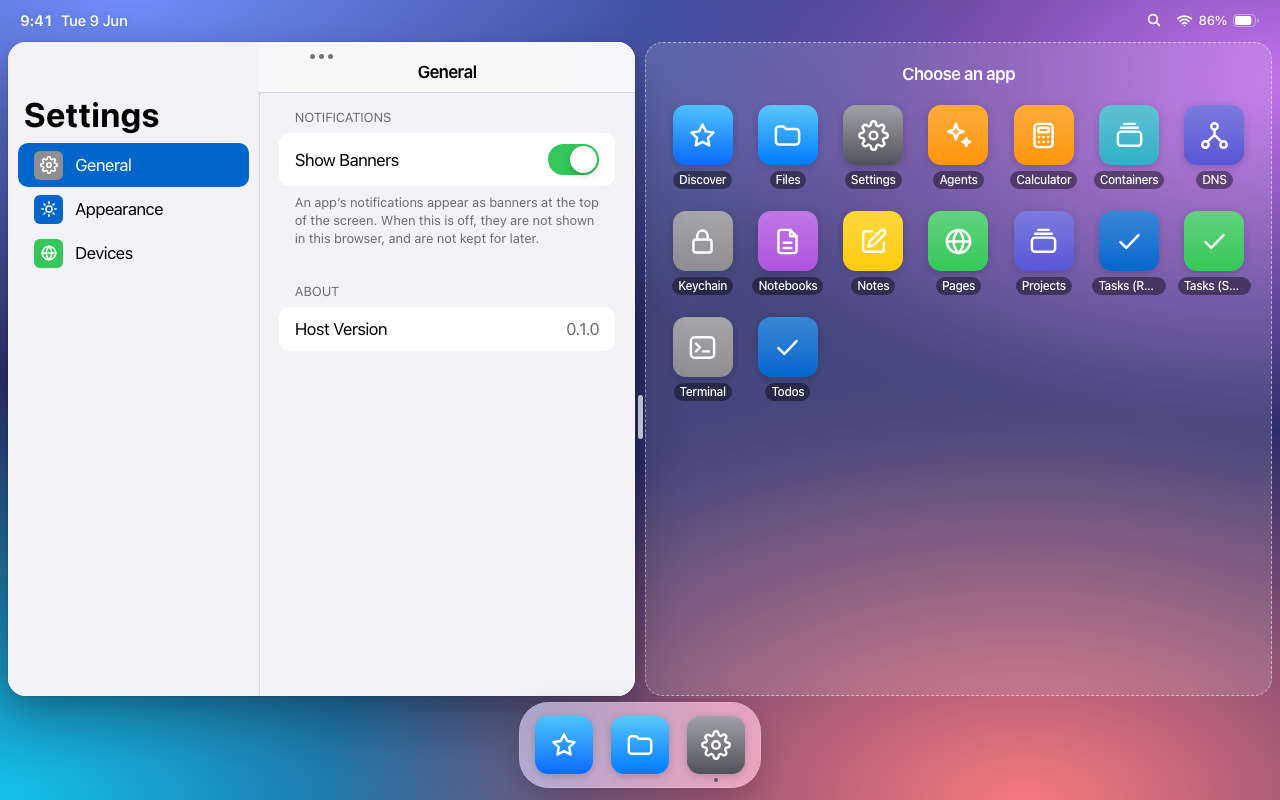 9:41 Tue 9 Jun
86%
Settings
General
Appearance
Devices
General
NOTIFICATIONS
Show Banners
An app’s notifications appear as banners at the top
of the screen. When this is off, they are not shown
in this browser, and are not kept for later.
ABOUT
Host Version 0.1.0
Choose an app
Discover Files Settings Agents Calculator Containers DNS
Keychain Notebooks Notes Pages Projects Tasks (R... Tasks (S...
Terminal Todos